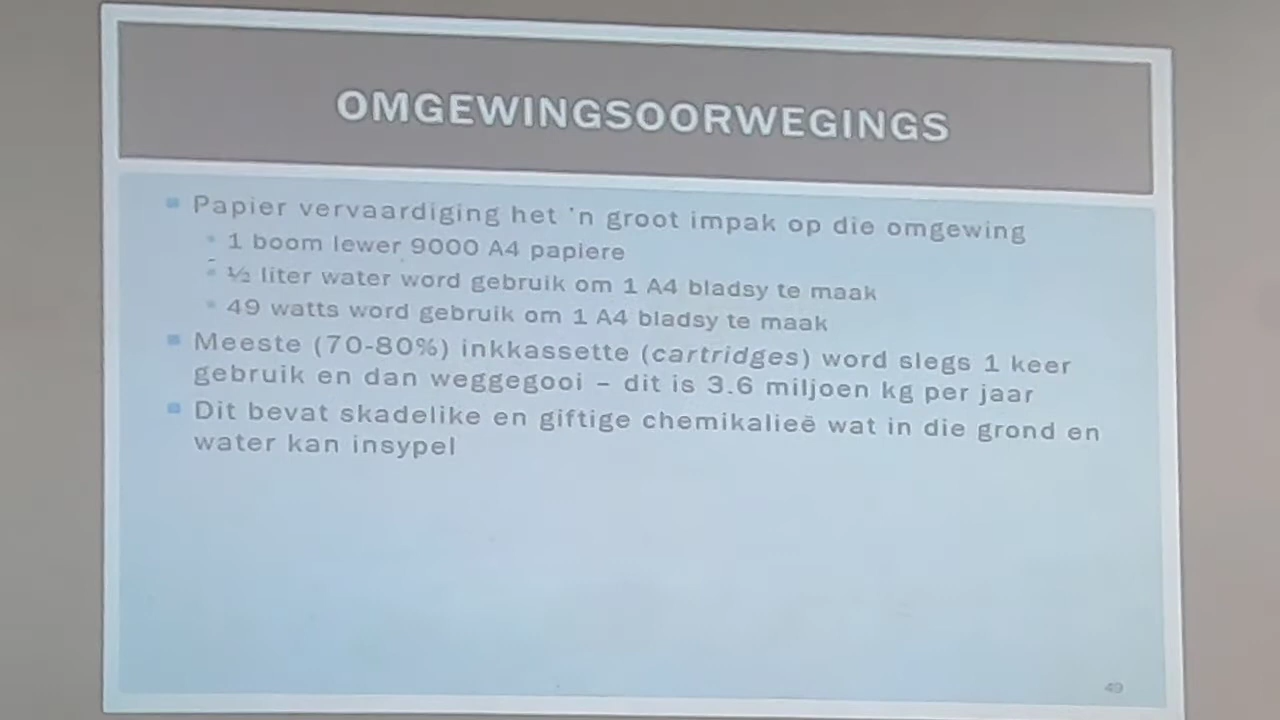 OMGEWINGSOORWEGINGS
Papier vervaardiging het 'n groot impak op die omgewing
1 boom lewer 9000 A4 papiere
½ liter water word gebruik om 1 A4 bladsy te maak
49 watts word gebruik om 1 A4 bladsy te maak
Meeste (70-80%) inkkassette (cartridges) word slegs 1 keer
gebruik en dan weggegooi – dit is 3.6 miljoen kg per jaar
Dit bevat skadelike en giftige chemikalieë wat in die grond en
water kan insypel
49